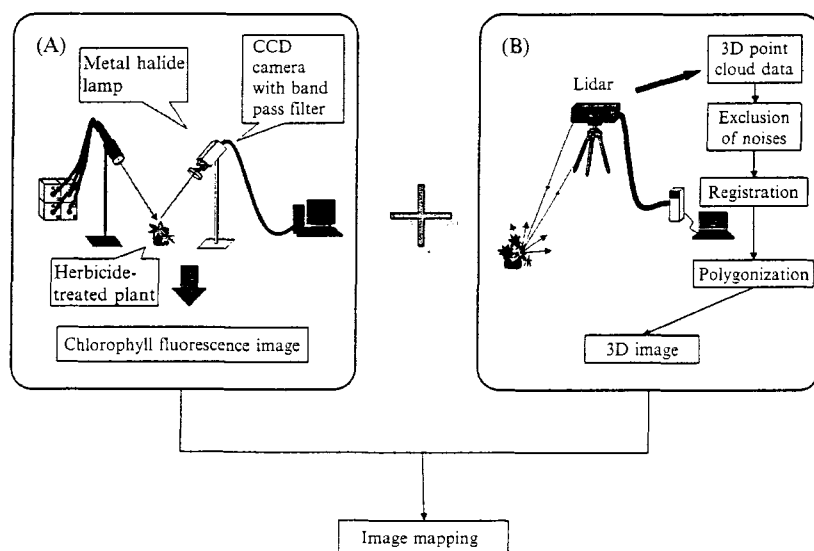 (A)
Metal halide
lamp
CCD
camera
with band
pass filter
Herbicide-
treated plant
Chlorophyll fluorescence image
(B)
Lidar
3D point
cloud data
Exclusion
of noises
Registration
Polygonization
3D image
Image mapping